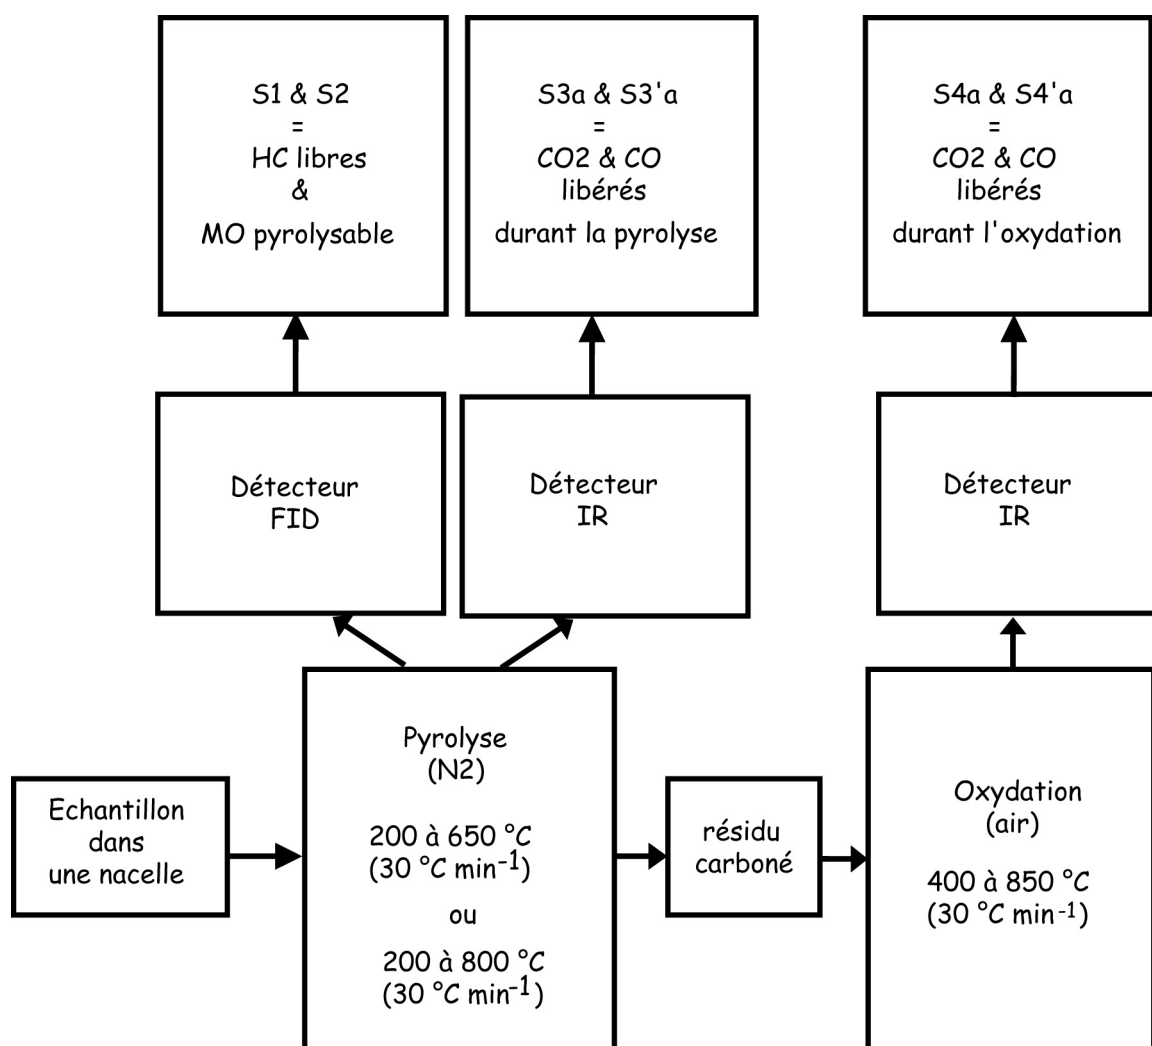 S1 & S2
=
HC libres
&
MO pyrolysable
S3a & S3'a
=
CO2 & CO
libérés
durant la pyrolyse
S4a & S4'a
=
CO2 & CO
libérés
durant l'oxydation
Détecteur
FID
Détecteur
IR
Détecteur
IR
Echantillon
dans
une nacelle
Pyrolyse
(N2)
200 à 650 °C
(30 °C min⁻¹)
ou
200 à 800 °C
(30 °C min⁻¹)
résidu
carboné
Oxydation
(air)
400 à 850 °C
(30 °C min⁻¹)